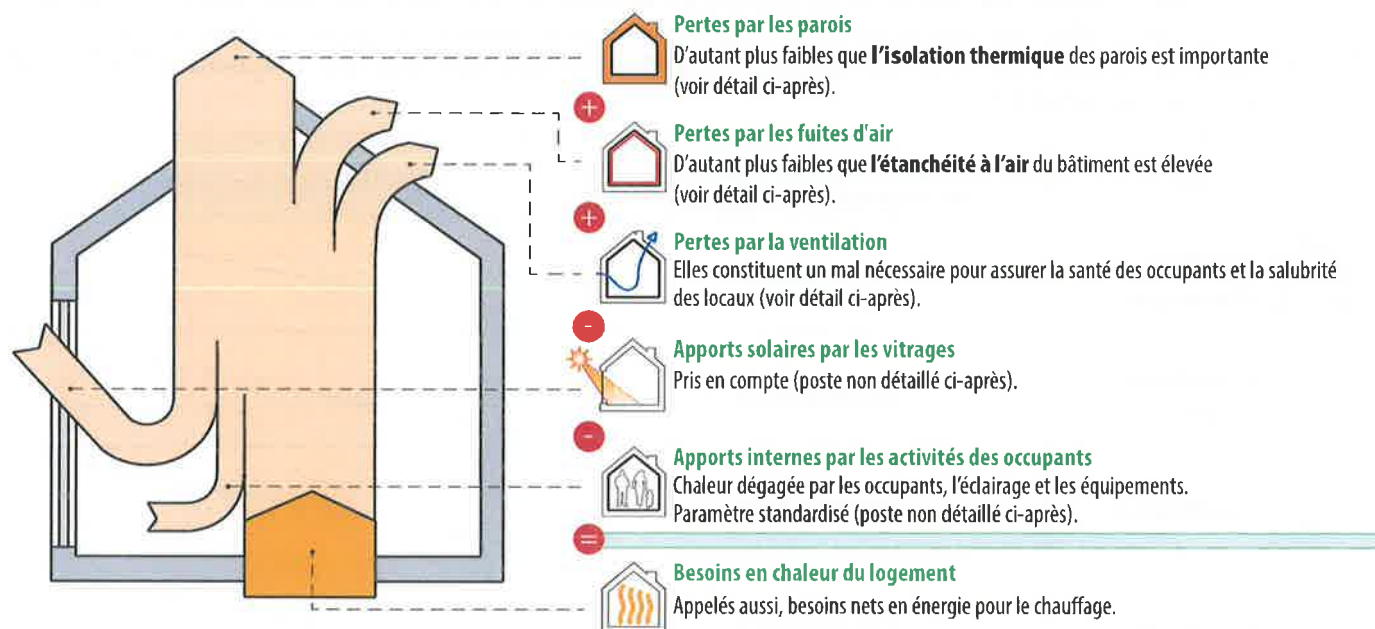 Pertes par les parois
D'autant plus faibles que l'isolation thermique des parois est importante
(voir détail ci-après).
+
Pertes par les fuites d'air
D'autant plus faibles que l'étanchéité à l'air du bâtiment est élevée
(voir détail ci-après).
+
Pertes par la ventilation
Elles constituent un mal nécessaire pour assurer la santé des occupants et la salubrité
des locaux (voir détail ci-après).
-
Apports solaires par les vitrages
Pris en compte (poste non détaillé ci-après).
-
Apports internes par les activités des occupants
Chaleur dégagée par les occupants, l'éclairage et les équipements.
Paramètre standardisé (poste non détaillé ci-après).
=
Besoins en chaleur du logement
Appelés aussi, besoins nets en énergie pour le chauffage.